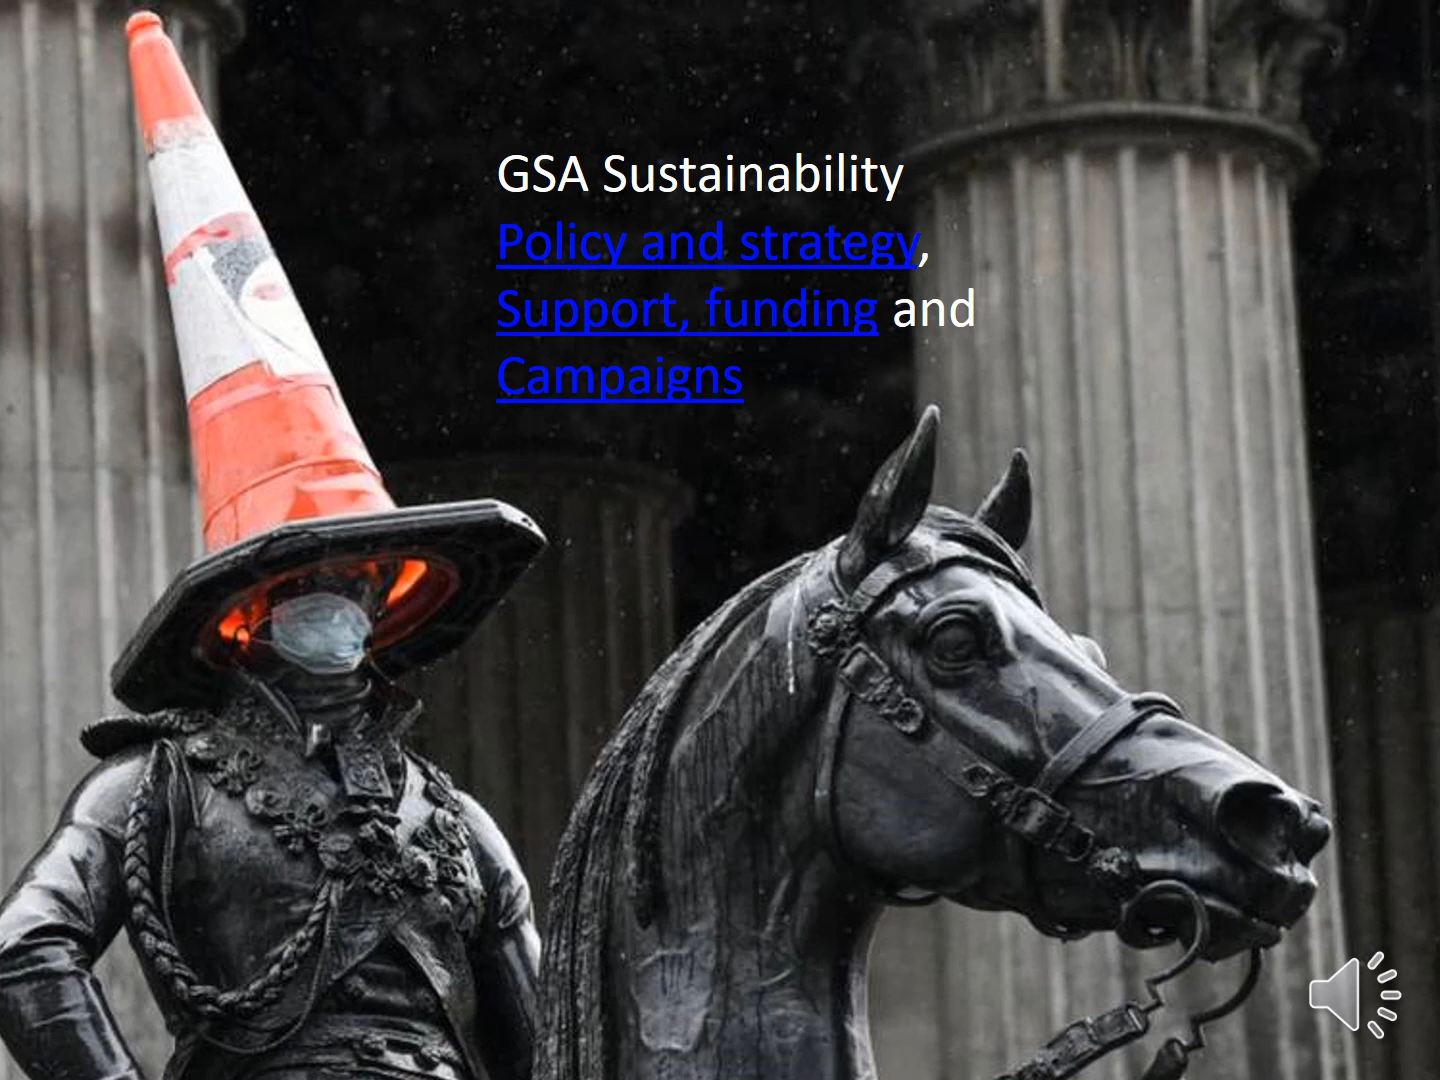 GSA Sustainability
Policy and strategy,
Support, funding and
Campaigns